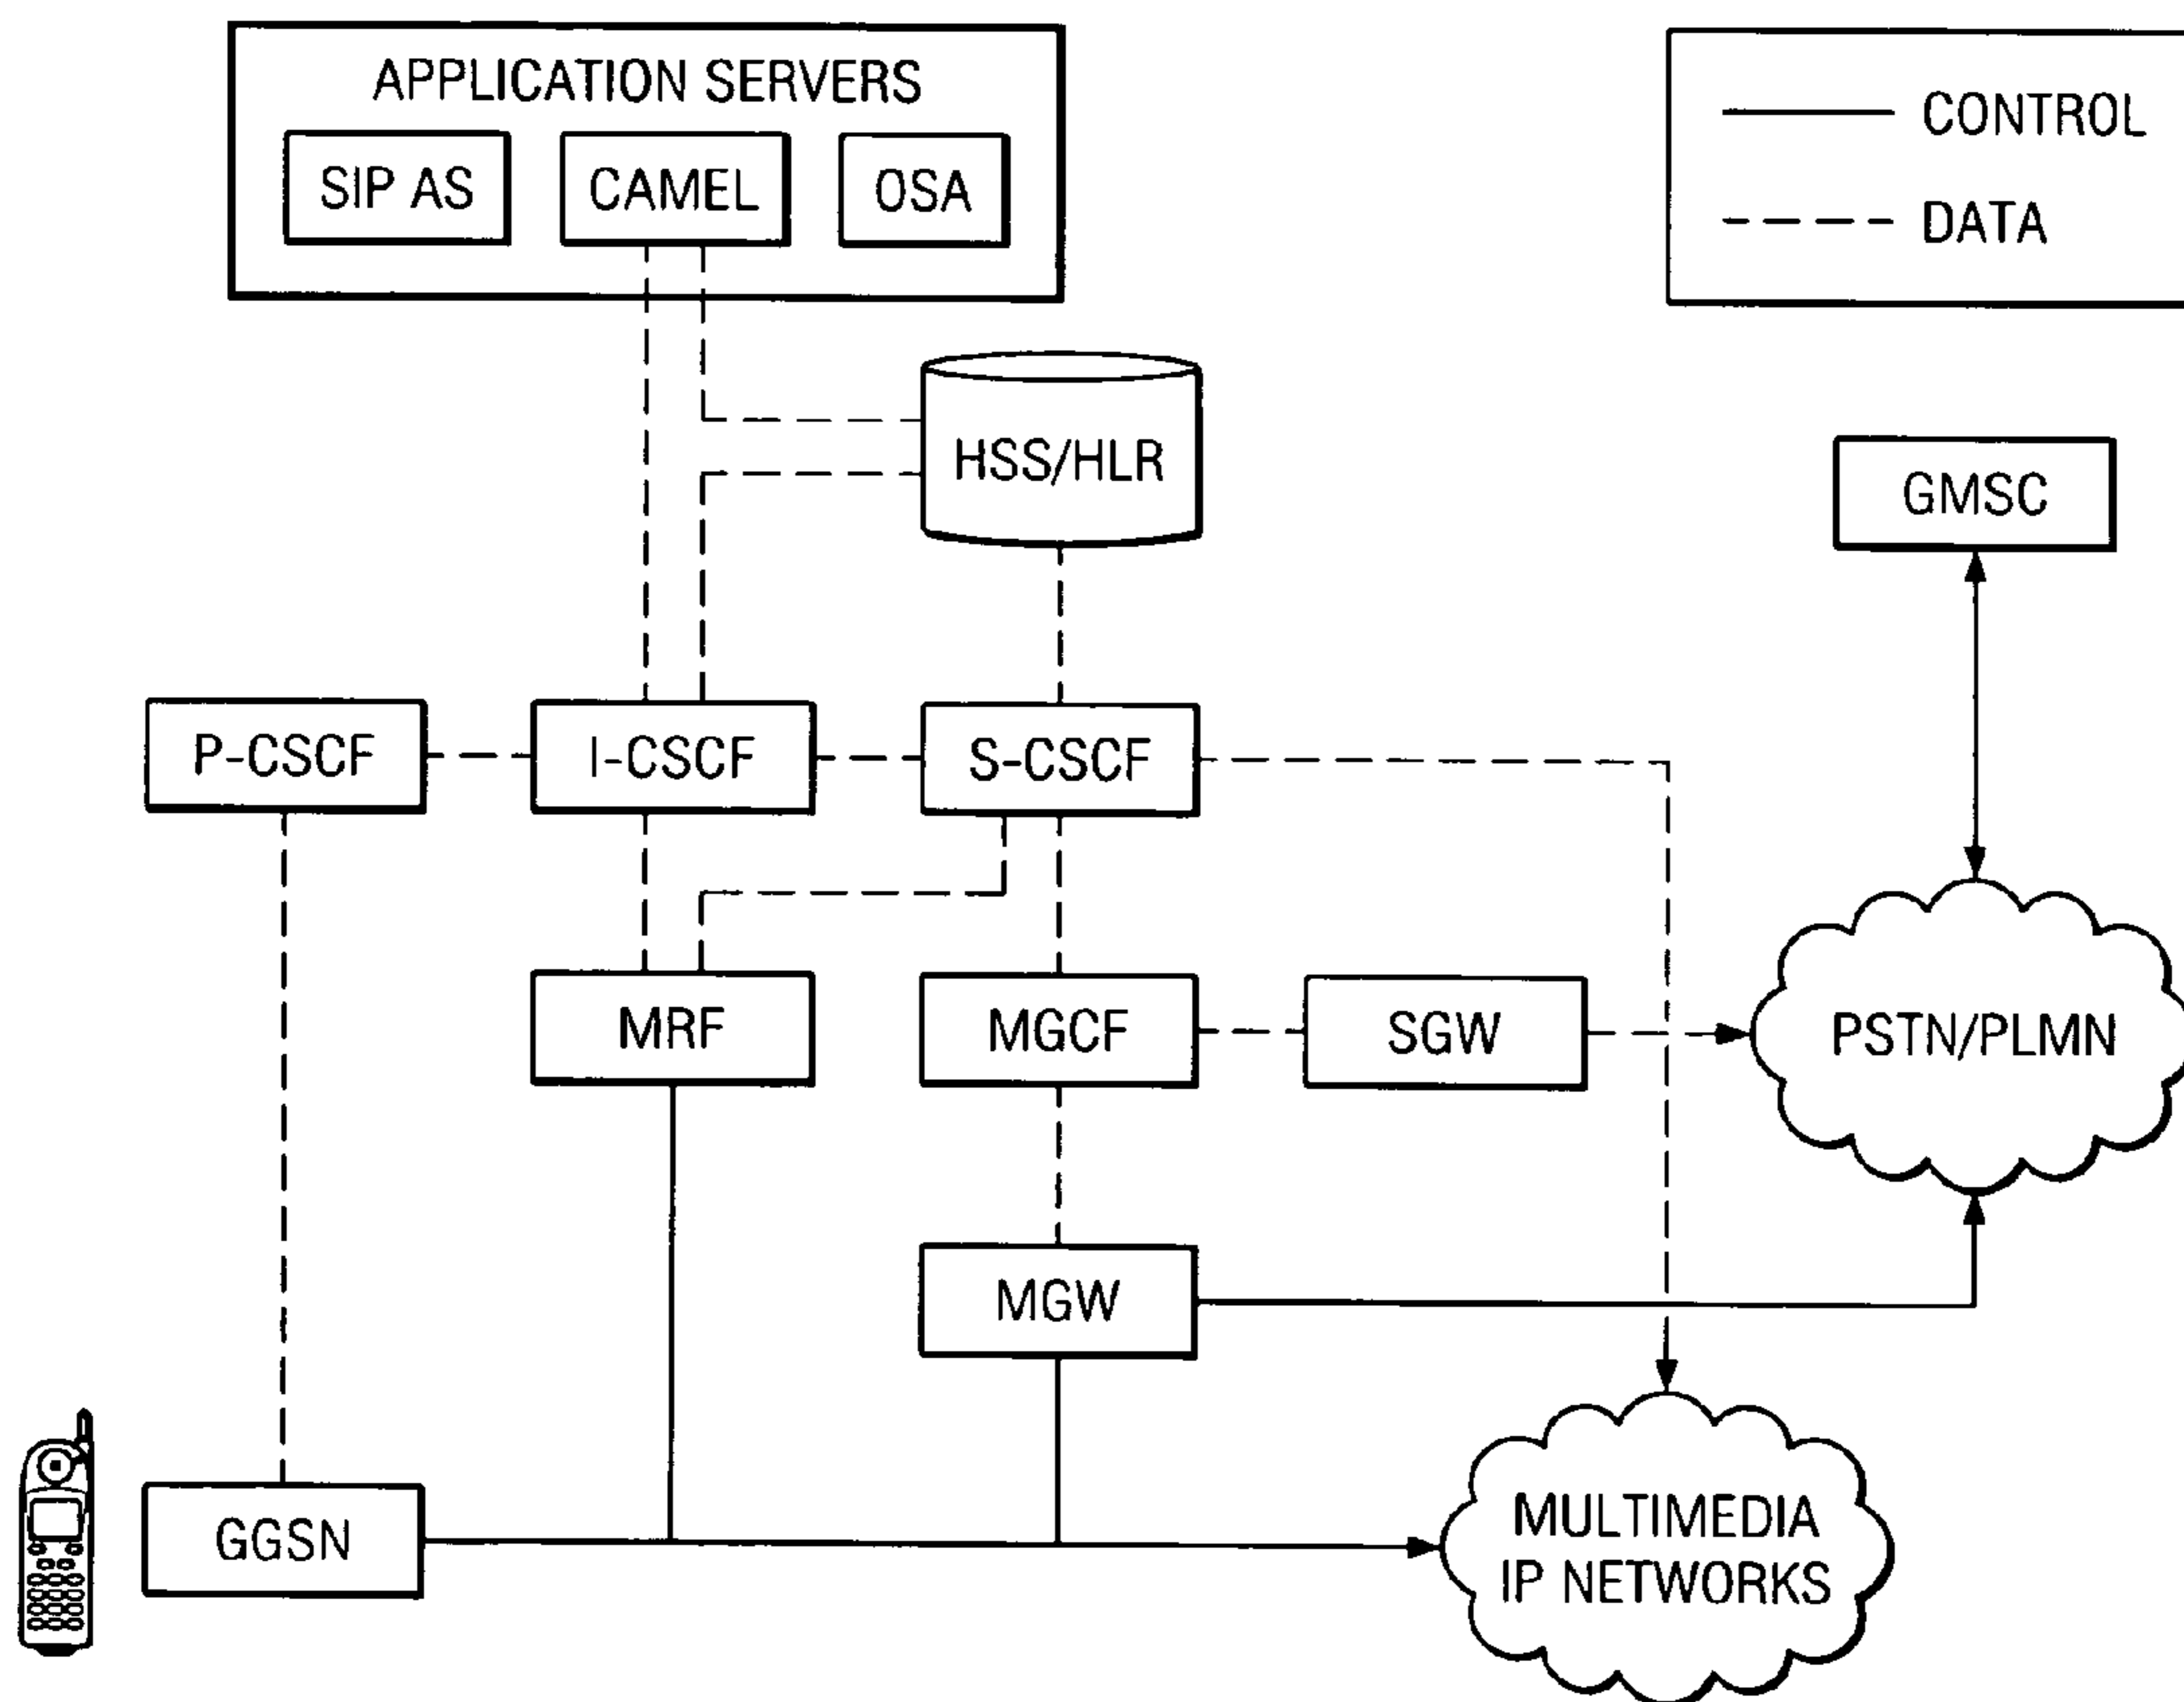 APPLICATION SERVERS
SIP AS
CAMEL
OSA
CONTROL
DATA
HSS/HLR
GMSC
P-CSCF
I-CSCF
S-CSCF
MRF
MGCF
SGW
PSTN/PLMN
MGW
GGSN
MULTIMEDIA
IP NETWORKS